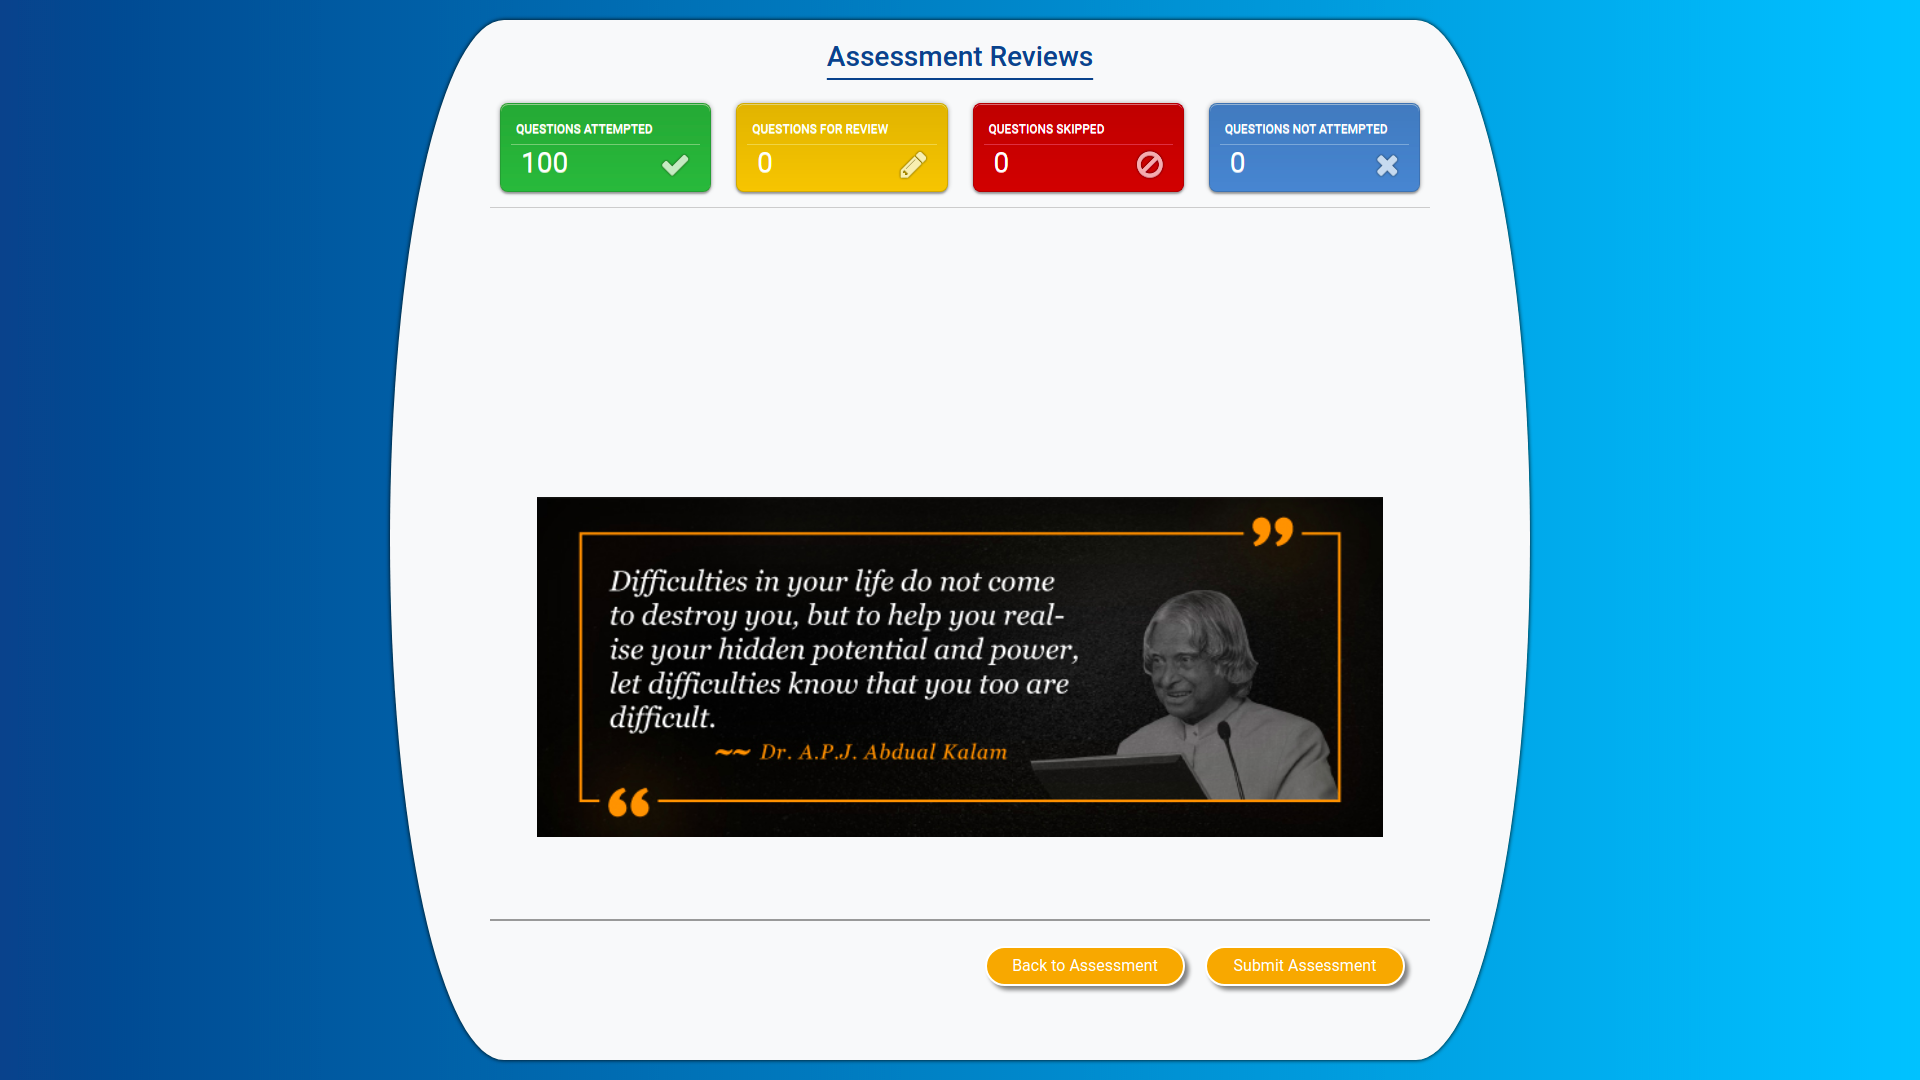 Assessment Reviews
QUESTIONS ATTEMPTED
100
QUESTIONS FOR REVIEW
0
QUESTIONS SKIPPED
0
QUESTIONS NOT ATTEMPTED
0
Difficulties in your life do not come
to destroy you, but to help you real-
ise your hidden potential and power,
let difficulties know that you too are
difficult.
~~ Dr. A.P.J. Abdual Kalam
Back to Assessment
Submit Assessment